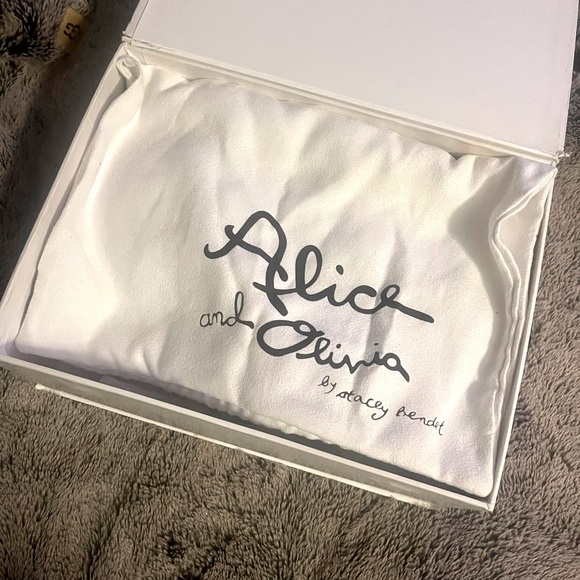 Alice
and Olivia
by stacey Bendet